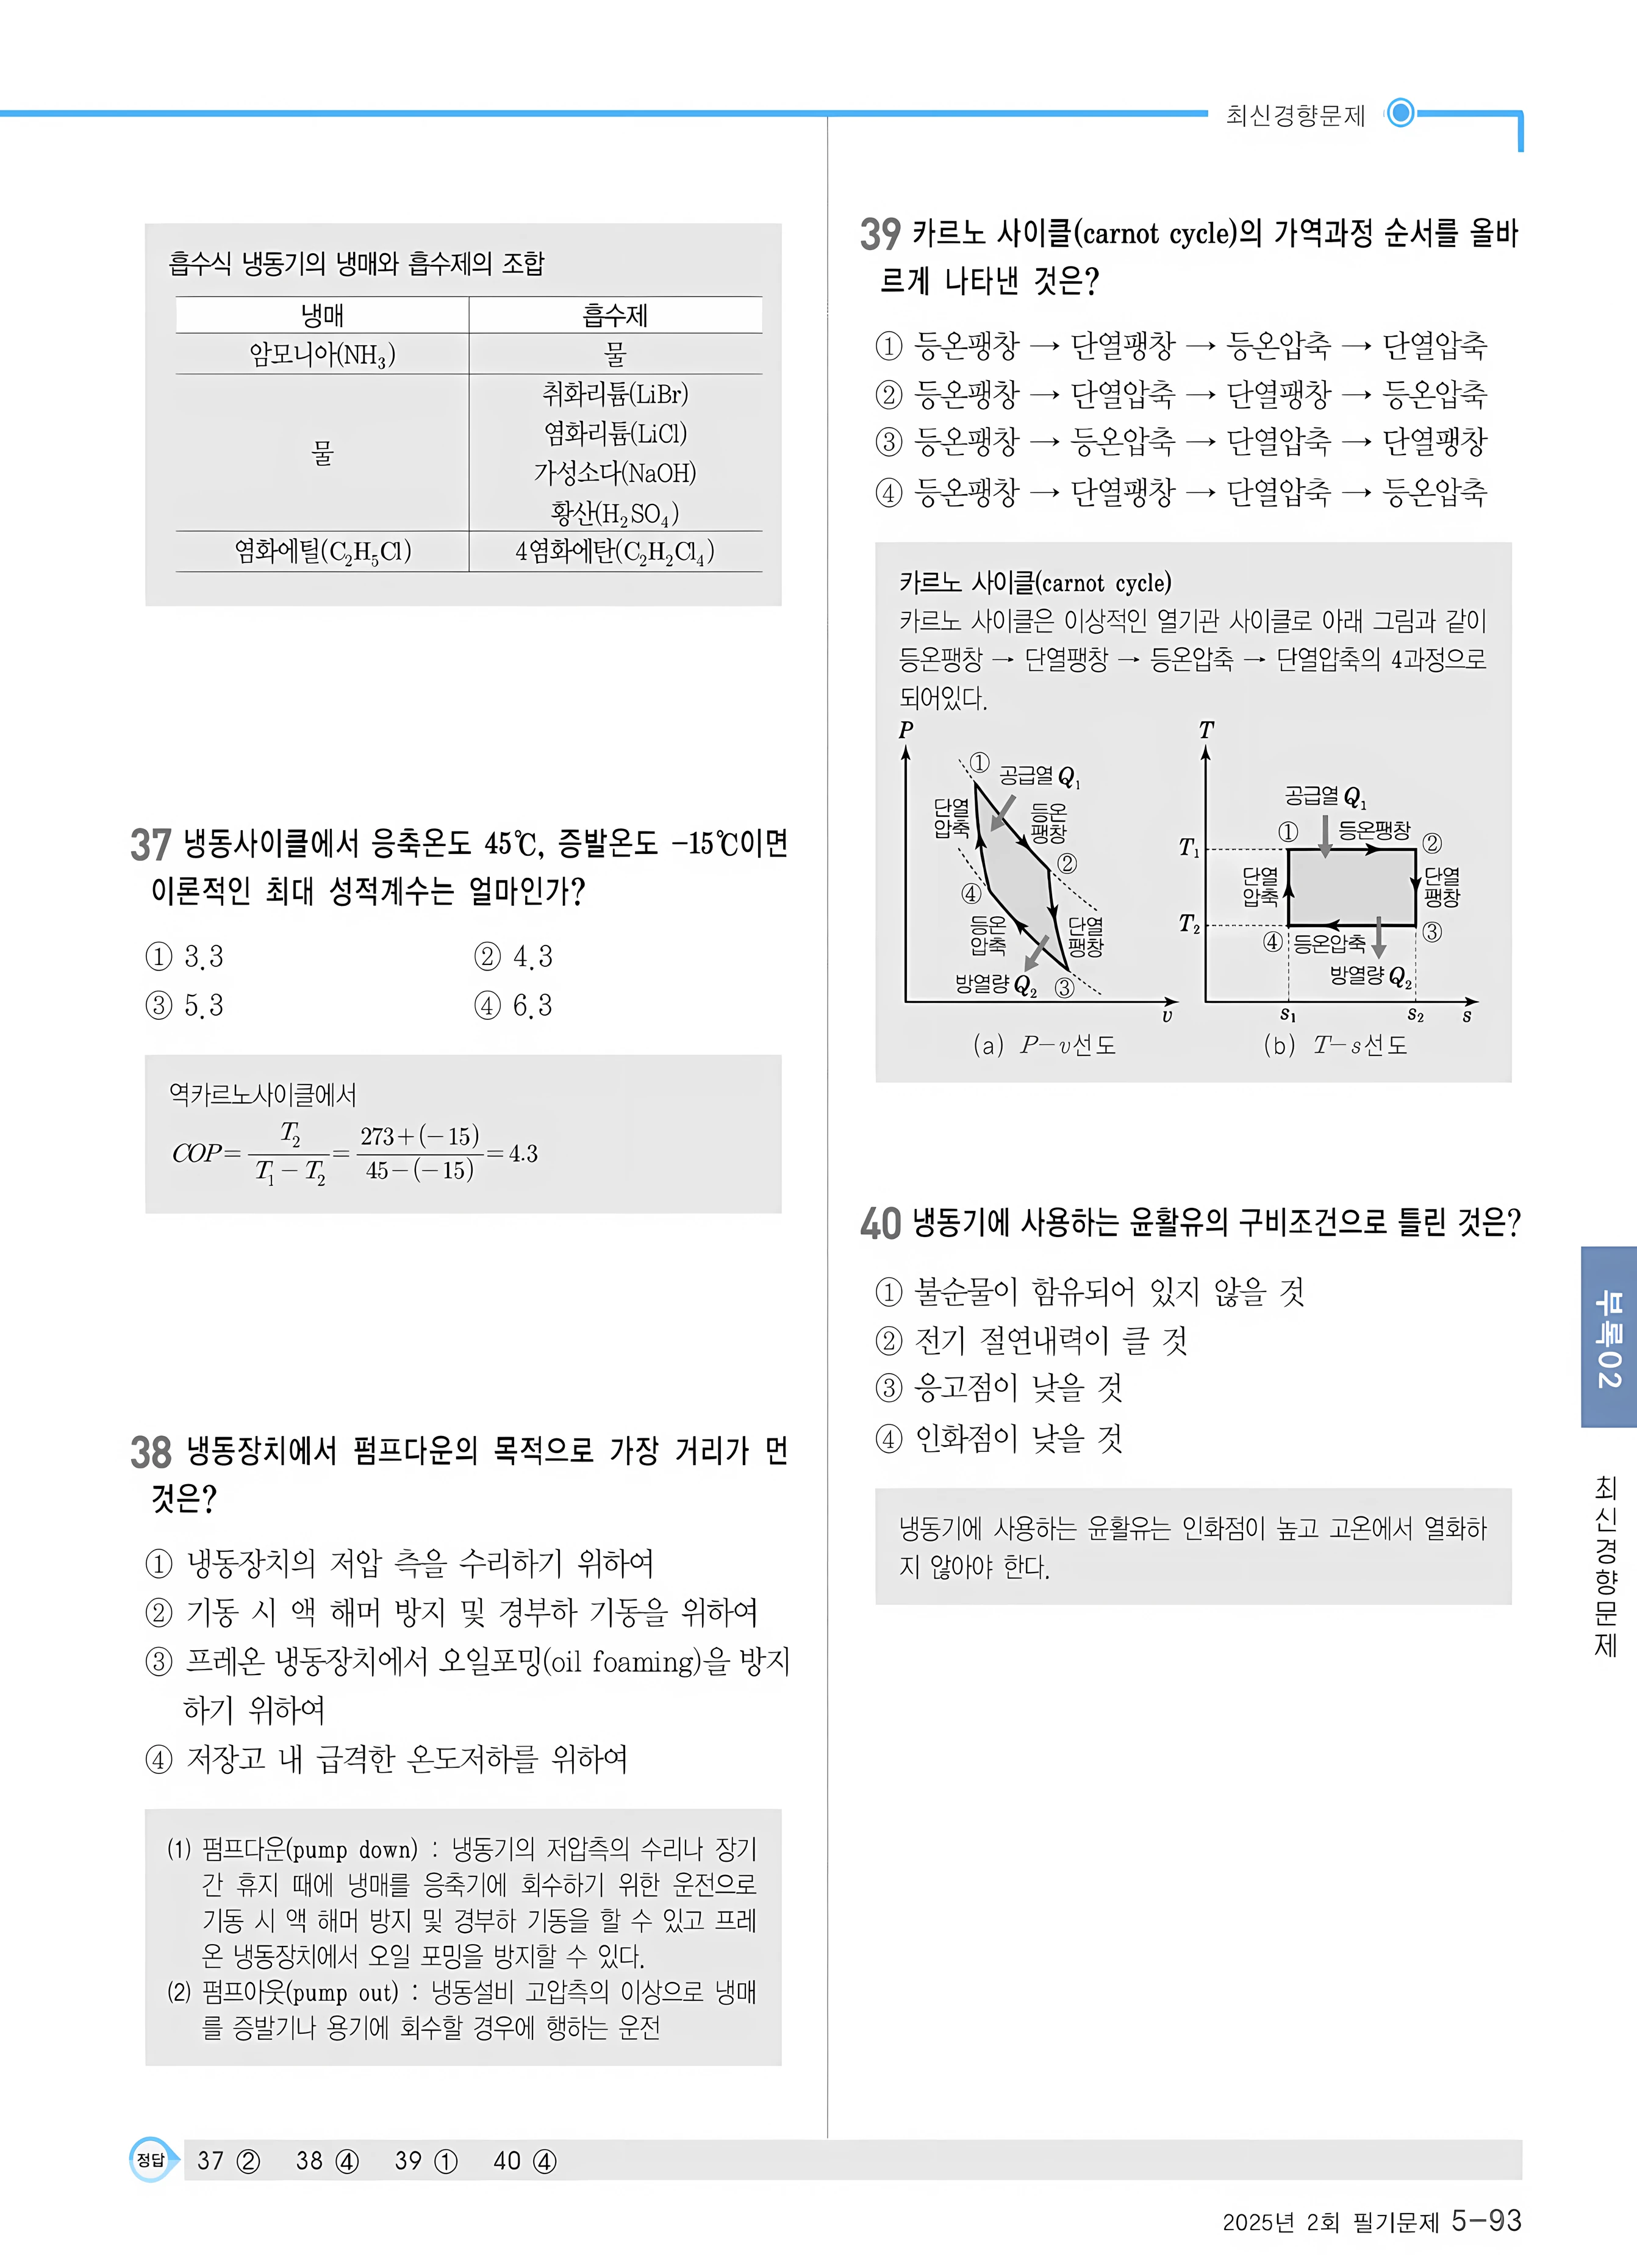 최신경향문제
흡수식 냉동기의 냉매와 흡수제의 조합
냉매 흡수제
암모니아(NH₃) 물
물 취화리튬(LiBr)
염화리튬(LiCl)
가성소다(NaOH)
황산(H₂SO₄)
염화에틸(C₂H₅Cl) 4염화에탄(C₂H₂Cl₄)
37 냉동사이클에서 응축온도 45℃, 증발온도 -15℃이면
이론적인 최대 성적계수는 얼마인가?
① 3.3 ② 4.3
③ 5.3 ④ 6.3
역카르노사이클에서
COP = T₂ / (T₁ - T₂) = (273+(-15)) / (45-(-15)) = 4.3
38 냉동장치에서 펌프다운의 목적으로 가장 거리가 먼
것은?
① 냉동장치의 저압 측을 수리하기 위하여
② 기동 시 액 해머 방지 및 경부하 기동을 위하여
③ 프레온 냉동장치에서 오일포밍(oil foaming)을 방지
하기 위하여
④ 저장고 내 급격한 온도저하를 위하여
(1) 펌프다운(pump down) : 냉동기의 저압측의 수리나 장기
간 휴지 때에 냉매를 응축기에 회수하기 위한 운전으로
기동 시 액 해머 방지 및 경부하 기동을 할 수 있고 프레
온 냉동장치에서 오일 포밍을 방지할 수 있다.
(2) 펌프아웃(pump out) : 냉동설비 고압측의 이상으로 냉매
를 증발기나 용기에 회수할 경우에 행하는 운전
39 카르노 사이클(carnot cycle)의 가역과정 순서를 올바
르게 나타낸 것은?
① 등온팽창 → 단열팽창 → 등온압축 → 단열압축
② 등온팽창 → 단열압축 → 단열팽창 → 등온압축
③ 등온팽창 → 등온압축 → 단열압축 → 단열팽창
④ 등온팽창 → 단열팽창 → 단열압축 → 등온압축
카르노 사이클(carnot cycle)
카르노 사이클은 이상적인 열기관 사이클로 아래 그림과 같이
등온팽창 → 단열팽창 → 등온압축 → 단열압축의 4과정으로
되어있다.
P
①
공급열 Q₁
단열
압축
등온
팽창
②
④
등온
압축
단열
팽창
방열량 Q₂
③
v
(a) P-v선도
T
공급열 Q₁
① 등온팽창 ②
T₁
단열
압축
단열
팽창
T₂
④ 등온압축 ③
방열량 Q₂
s₁ s₂ s
(b) T-s선도
40 냉동기에 사용하는 윤활유의 구비조건으로 틀린 것은?
① 불순물이 함유되어 있지 않을 것
② 전기 절연내력이 클 것
③ 응고점이 낮을 것
④ 인화점이 낮을 것
냉동기에 사용하는 윤활유는 인화점이 높고 고온에서 열화하
지 않아야 한다.
부록02
최신경향문제
정답 37 ② 38 ④ 39 ① 40 ④
2025년 2회 필기문제 5-93